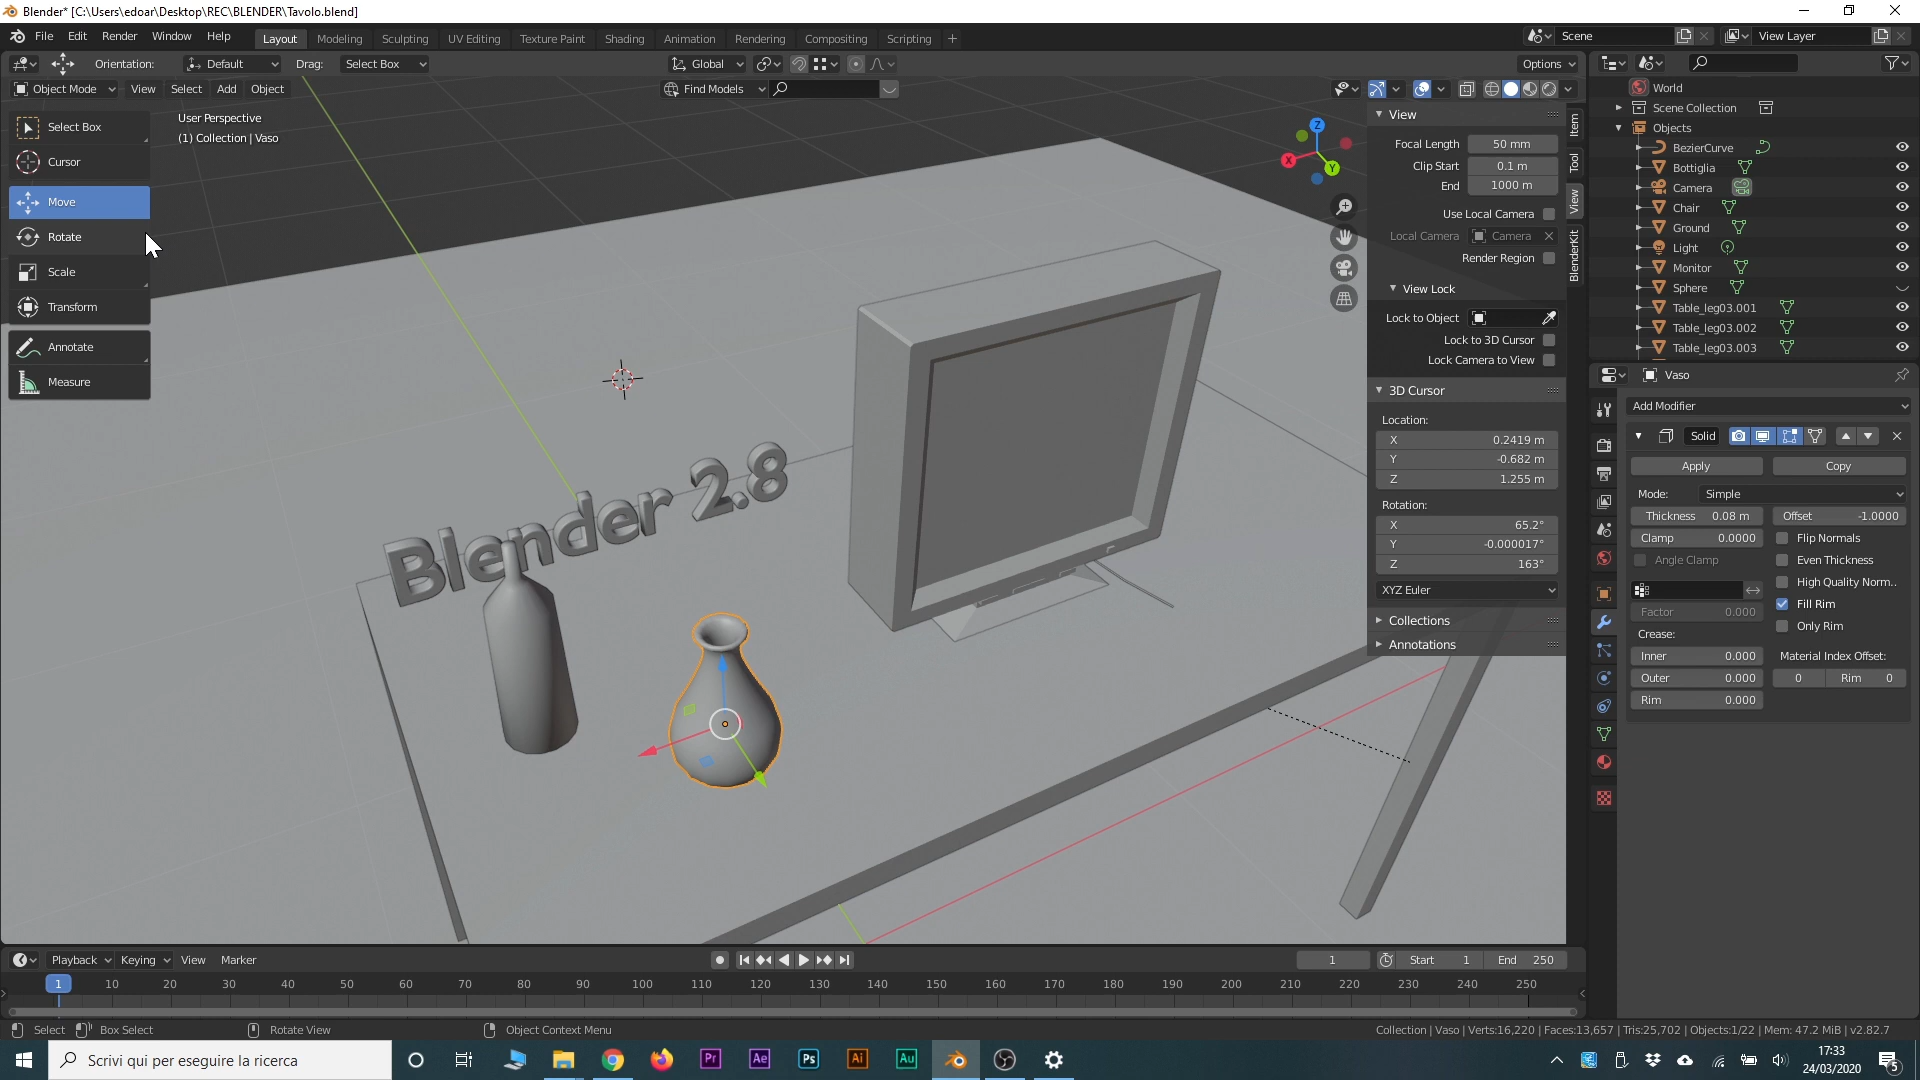 Blender* [C:\Users\edoar\Desktop\REC\BLENDER\Tavolo.blend]
File Edit Render Window Help Layout Modeling Sculpting UV Editing Texture Paint Shading Animation Rendering Compositing Scripting + Scene View Layer
Orientation: Default Drag: Select Box Global Options
Object Mode View Select Add Object Find Models
User Perspective
(1) Collection | Vaso
Select Box
Cursor
Move
Rotate
Scale
Transform
Annotate
Measure
Blender 2.8
X
Y
Z
View
Focal Length 50 mm
Clip Start 0.1 m
End 1000 m
Use Local Camera
Local Camera Camera
Render Region
View Lock
Lock to Object
Lock to 3D Cursor
Lock Camera to View
3D Cursor
Location:
X 0.2419 m
Y -0.682 m
Z 1.255 m
Rotation:
X 65.2°
Y -0.000017°
Z 163°
XYZ Euler
Collections
Annotations
Item
Tool
View
BlenderKit
World
Scene Collection
Objects
BezierCurve
Bottiglia
Camera
Chair
Ground
Light
Monitor
Sphere
Table_leg03.001
Table_leg03.002
Table_leg03.003
Vaso
Add Modifier
Solid
Apply Copy
Mode: Simple
Thickness 0.08 m Offset -1.0000
Clamp 0.0000 Flip Normals
Angle Clamp Even Thickness
High Quality Norm..
Factor 0.000 Fill Rim
Crease: Only Rim
Inner 0.000 Material Index Offset:
Outer 0.000 0 Rim 0
Rim 0.000
Playback Keying View Marker 1 Start 1 End 250
1 10 20 30 40 50 60 70 80 90 100 110 120 130 140 150 160 170 180 190 200 210 220 230 240 250
Select Box Select Rotate View Object Context Menu Collection | Vaso | Verts:16,220 | Faces:13,657 | Tris:25,702 | Objects:1/22 | Mem: 47.2 MiB | v2.82.7
Scrivi qui per eseguire la ricerca Pr Ae Ps Ai Au 17:33
24/03/2020 5